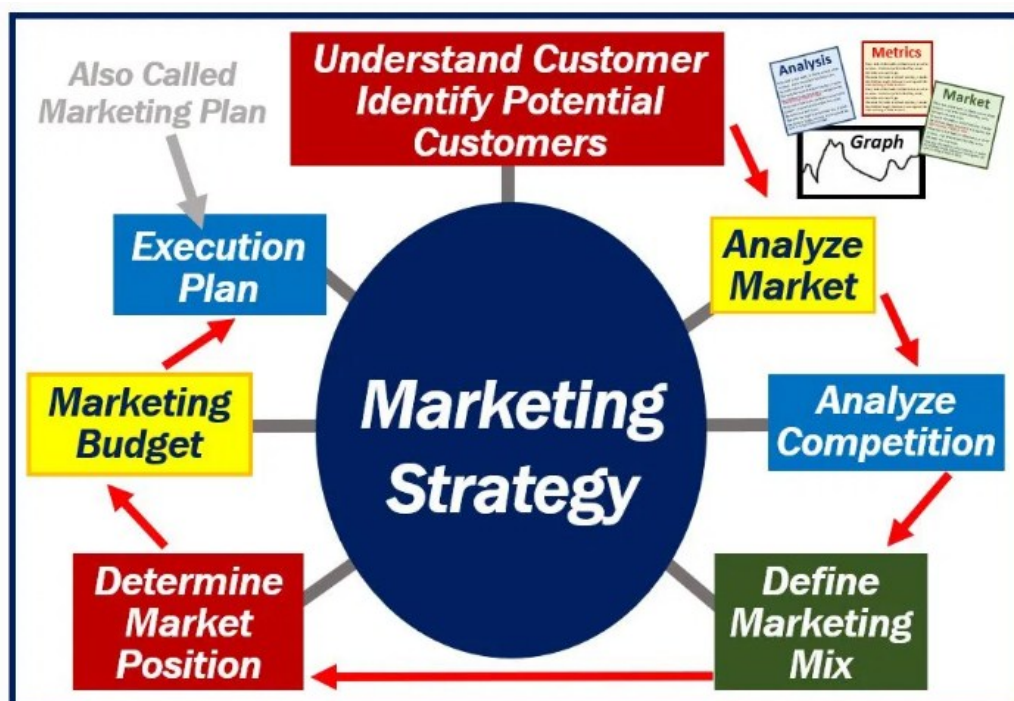 Also Called
Marketing Plan
Understand Customer
Identify Potential
Customers
Analysis
Metrics
Market
Graph
Execution
Plan
Analyze
Market
Marketing
Budget
Marketing
Strategy
Analyze
Competition
Determine
Market
Position
Define
Marketing
Mix